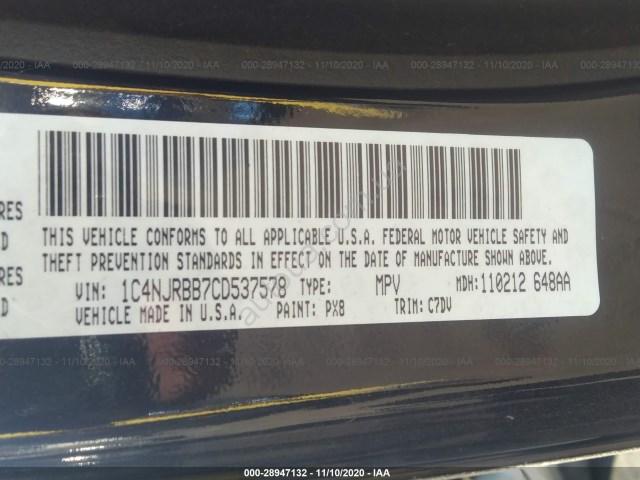 000-28947132 - 11/10/2020 - IAA
RES
D
THIS VEHICLE CONFORMS TO ALL APPLICABLE U.S.A. FEDERAL MOTOR VEHICLE SAFETY AND
RES
THEFT PREVENTION STANDARDS IN EFFECT ON THE DATE OF MANUFACTURE SHOWN ABOVE.
D
VIN: 1C4NJRBB7CD537578 TYPE: MPV MDH: 110212 648AA
VEHICLE MADE IN U.S.A. PAINT: PX8 TRIM: C7DV
000-28947132 - 11/10/2020 - IAA